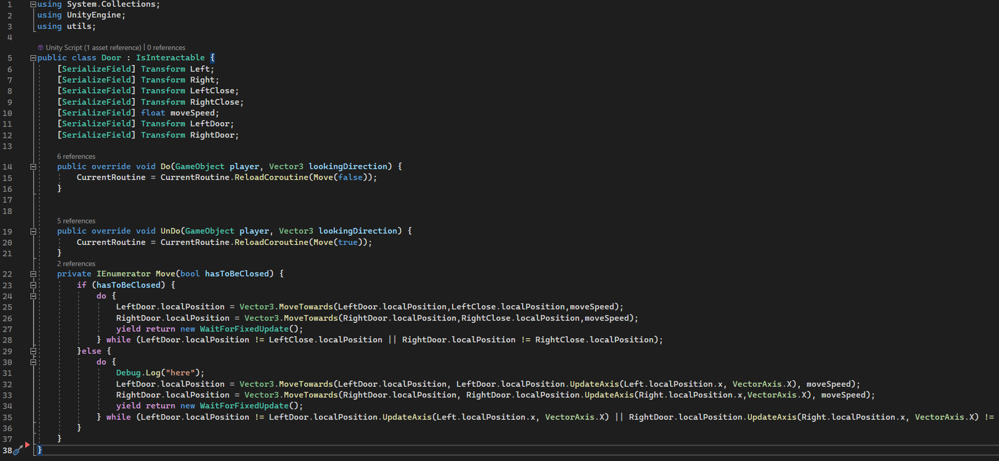 1 using System.Collections;
2 using UnityEngine;
3 using utils;
4
Unity Script (1 asset reference) | 0 references
5 public class Door : IsInteractable {
6 [SerializeField] Transform Left;
7 [SerializeField] Transform Right;
8 [SerializeField] Transform LeftClose;
9 [SerializeField] Transform RightClose;
10 [SerializeField] float moveSpeed;
11 [SerializeField] Transform LeftDoor;
12 [SerializeField] Transform RightDoor;
13
6 references
14 public override void Do(GameObject player, Vector3 lookingDirection) {
15 CurrentRoutine = CurrentRoutine.ReloadCoroutine(Move(false));
16 }
17
18
5 references
19 public override void UnDo(GameObject player, Vector3 lookingDirection) {
20 CurrentRoutine = CurrentRoutine.ReloadCoroutine(Move(true));
21 }
2 references
22 private IEnumerator Move(bool hasToBeClosed) {
23 if (hasToBeClosed) {
24 do {
25 LeftDoor.localPosition = Vector3.MoveTowards(LeftDoor.localPosition,LeftClose.localPosition,moveSpeed);
26 RightDoor.localPosition = Vector3.MoveTowards(RightDoor.localPosition,RightClose.localPosition,moveSpeed);
27 yield return new WaitForFixedUpdate();
28 } while (LeftDoor.localPosition != LeftClose.localPosition || RightDoor.localPosition != RightClose.localPosition);
29 }else {
30 do {
31 Debug.Log("here");
32 LeftDoor.localPosition = Vector3.MoveTowards(LeftDoor.localPosition, LeftDoor.localPosition.UpdateAxis(Left.localPosition.x, VectorAxis.X), moveSpeed);
33 RightDoor.localPosition = Vector3.MoveTowards(RightDoor.localPosition, RightDoor.localPosition.UpdateAxis(Right.localPosition.x,VectorAxis.X), moveSpeed);
34 yield return new WaitForFixedUpdate();
35 } while (LeftDoor.localPosition != LeftDoor.localPosition.UpdateAxis(Left.localPosition.x, VectorAxis.X) || RightDoor.localPosition.UpdateAxis(Right.localPosition.x, VectorAxis.X) !=
36 }
37 }
38 }